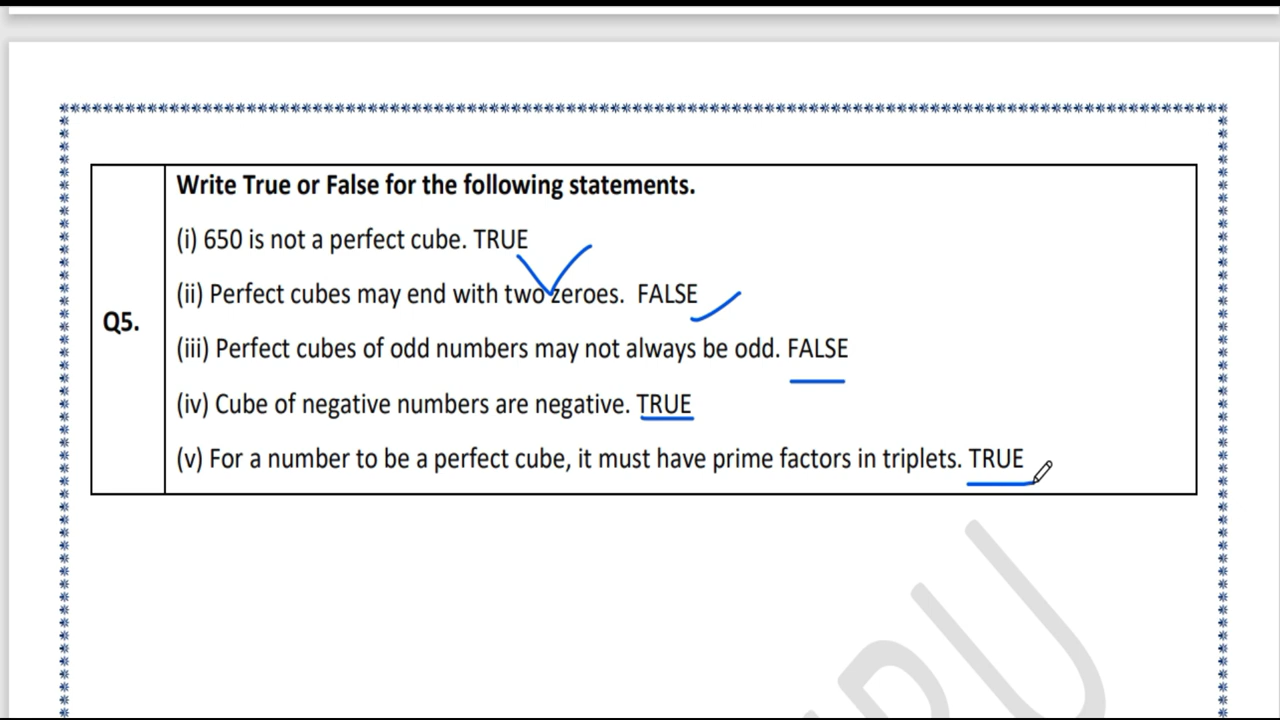 Write True or False for the following statements.
(i) 650 is not a perfect cube. TRUE
(ii) Perfect cubes may end with two zeroes. FALSE
Q5.
(iii) Perfect cubes of odd numbers may not always be odd. FALSE
(iv) Cube of negative numbers are negative. TRUE
(v) For a number to be a perfect cube, it must have prime factors in triplets. TRUE